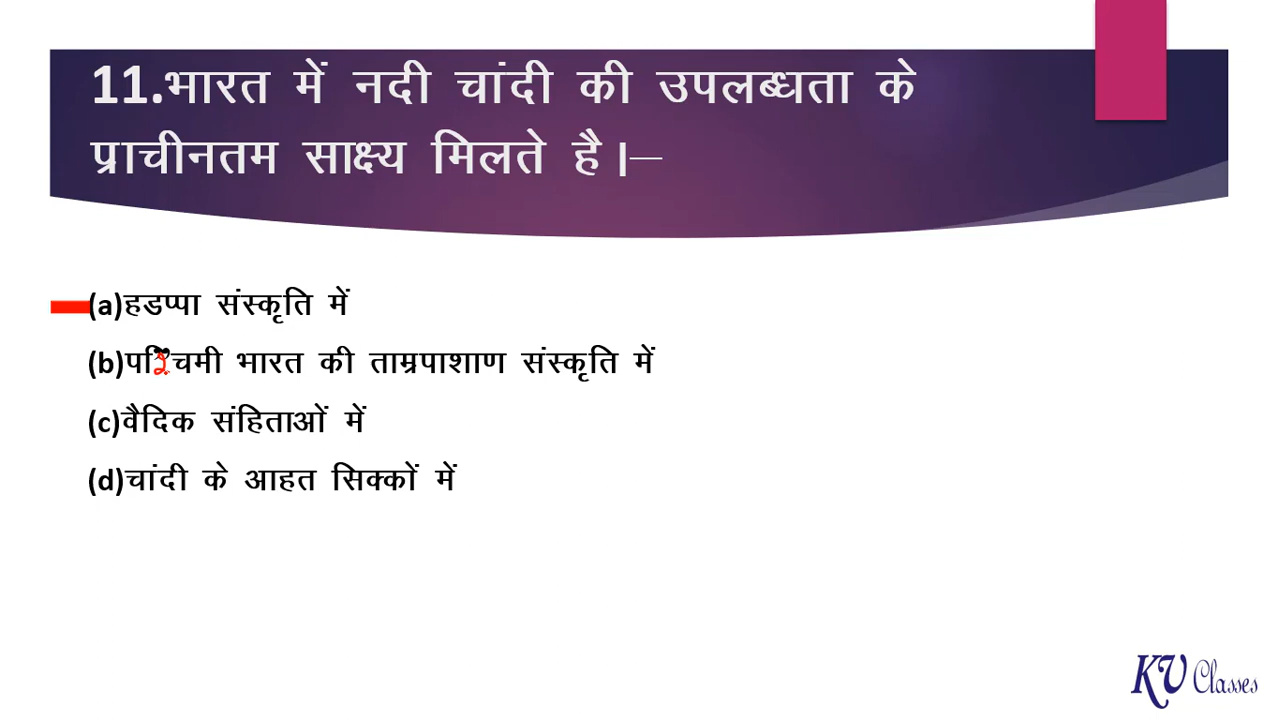 11.भारत में नदी चांदी की उपलब्धता के
प्राचीनतम साक्ष्य मिलते है।—
(a)हडप्पा संस्कृति में
(b)पश्चिमी भारत की ताम्रपाशाण संस्कृति में
(c)वैदिक संहिताओं में
(d)चांदी के आहत सिक्कों में
KV Classes